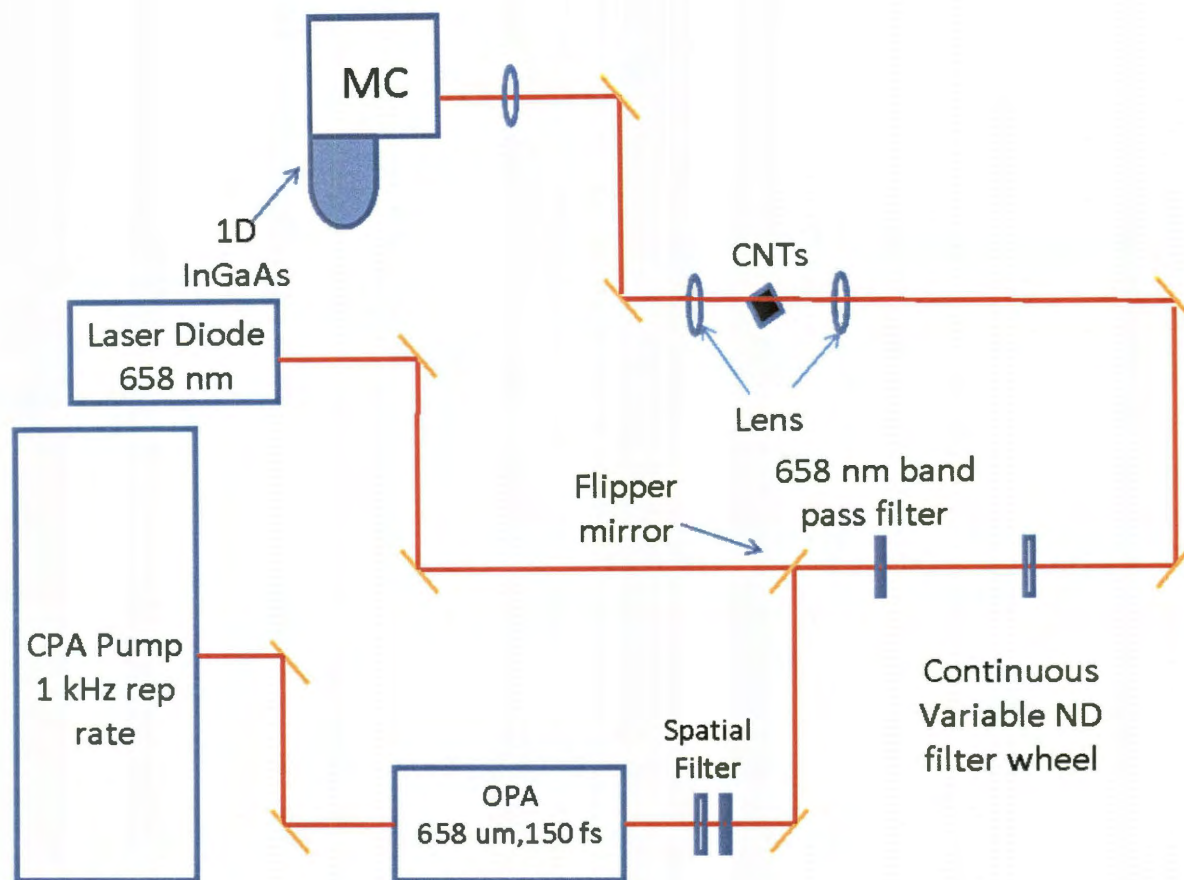 MC
1D
InGaAs
CNTs
Laser Diode
658 nm
Lens
658 nm band
pass filter
Flipper
mirror
CPA Pump
1 kHz rep
rate
Continuous
Variable ND
filter wheel
Spatial
Filter
OPA
658 um,150 fs